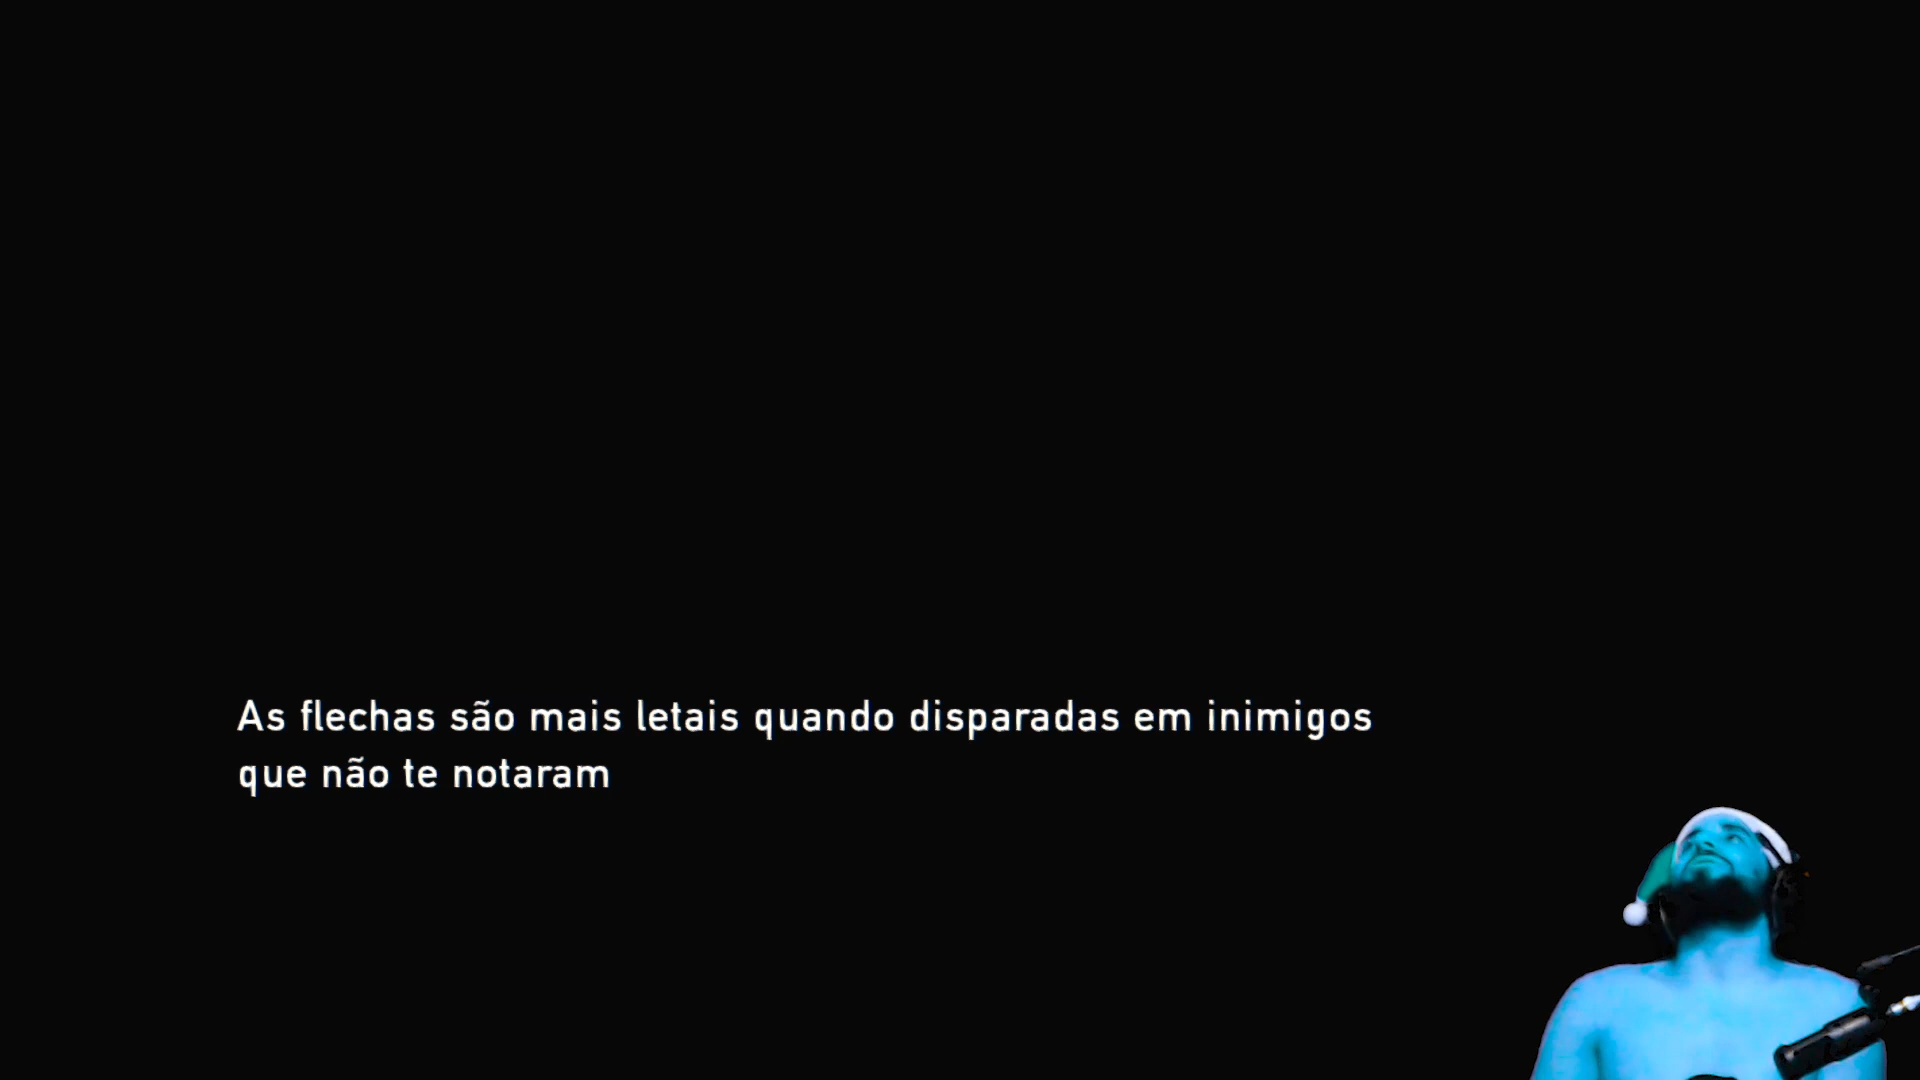 As flechas são mais letais quando disparadas em inimigos
que não te notaram